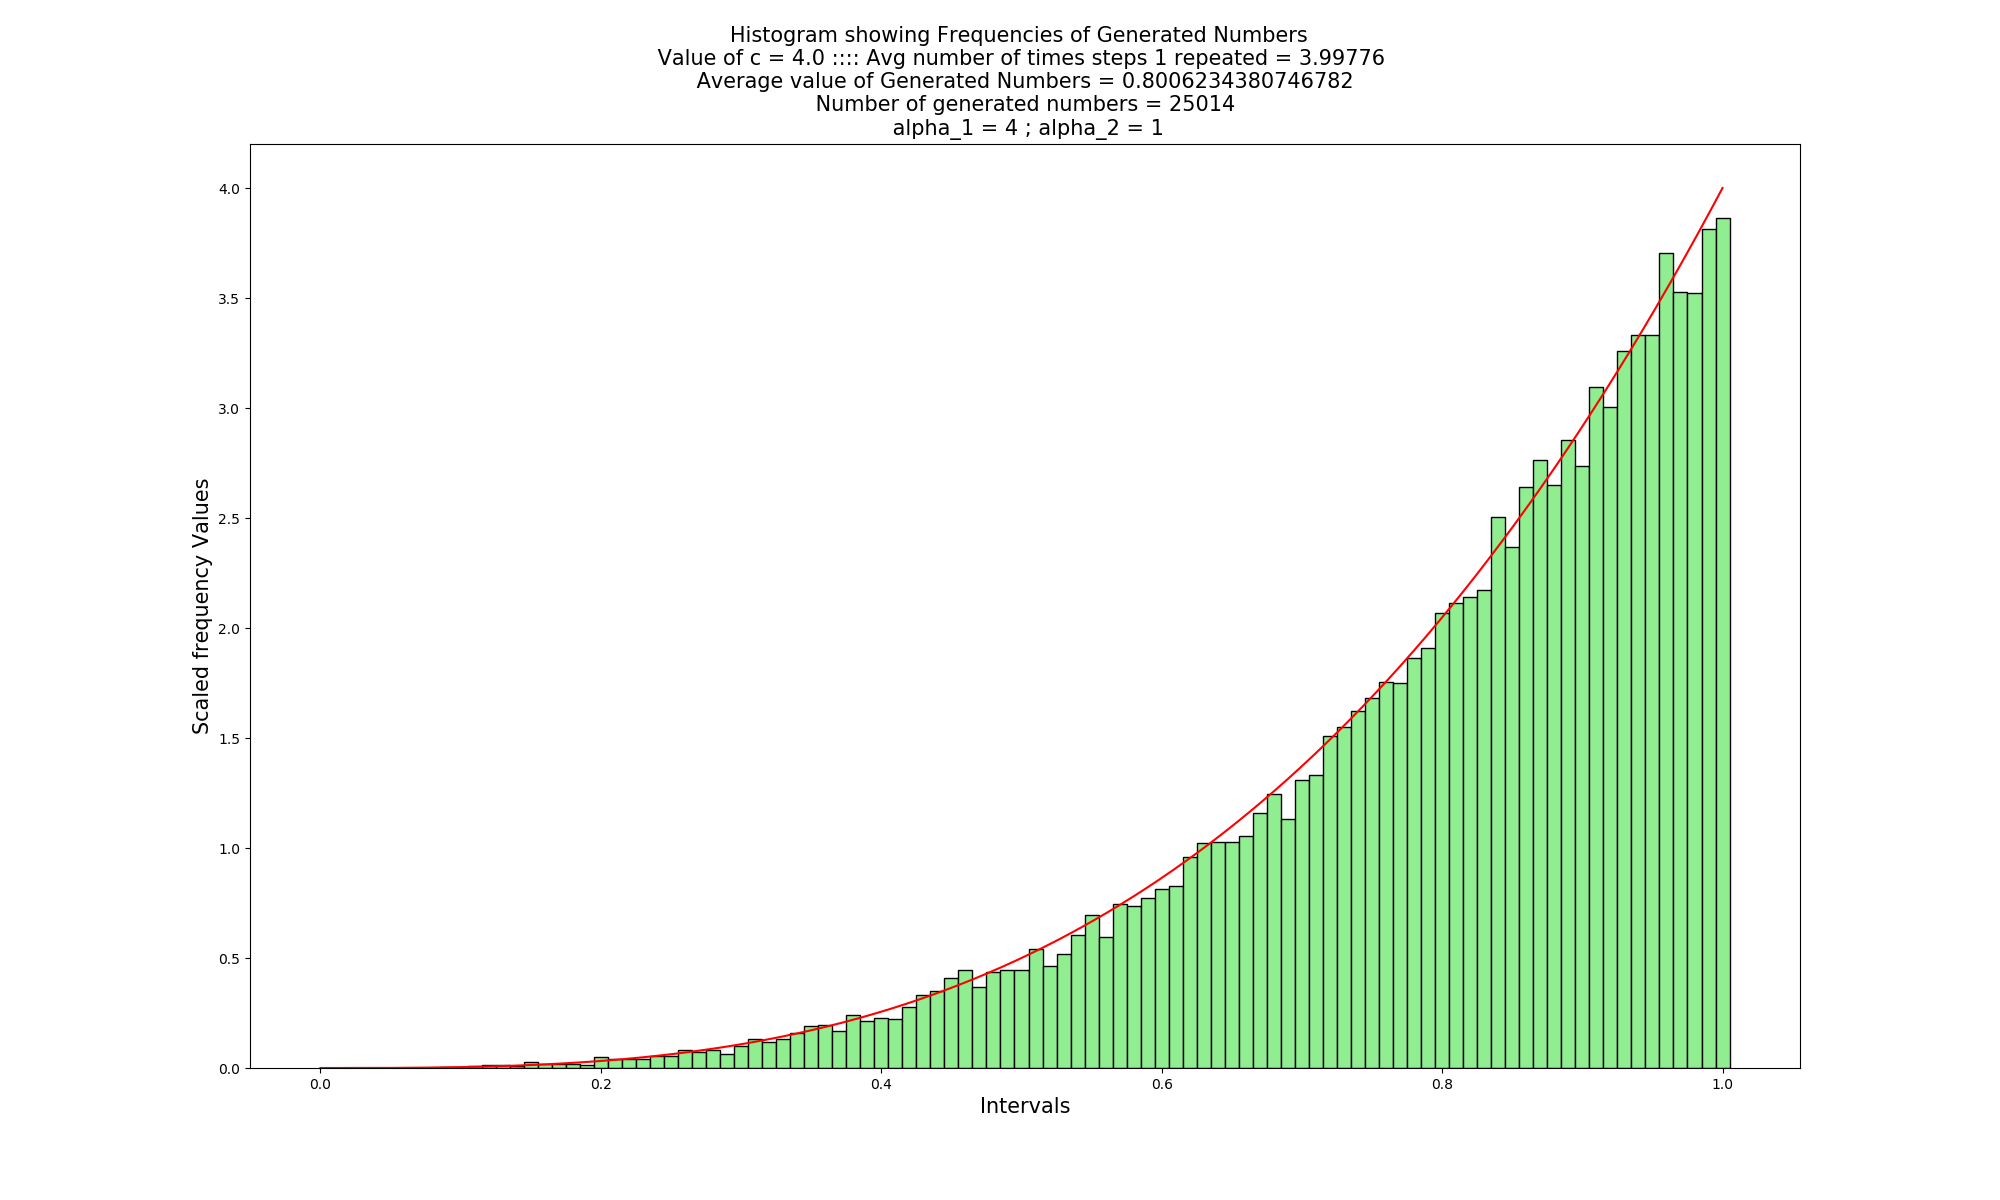 Histogram showing Frequencies of Generated Numbers
Value of c = 4.0 :::: Avg number of times steps 1 repeated = 3.99776
Average value of Generated Numbers = 0.8006234380746782
Number of generated numbers = 25014
alpha_1 = 4 ; alpha_2 = 1
Scaled frequency Values
4.0
3.5
3.0
2.5
2.0
1.5
1.0
0.5
0.0
0.0 0.2 0.4 0.6 0.8 1.0
Intervals